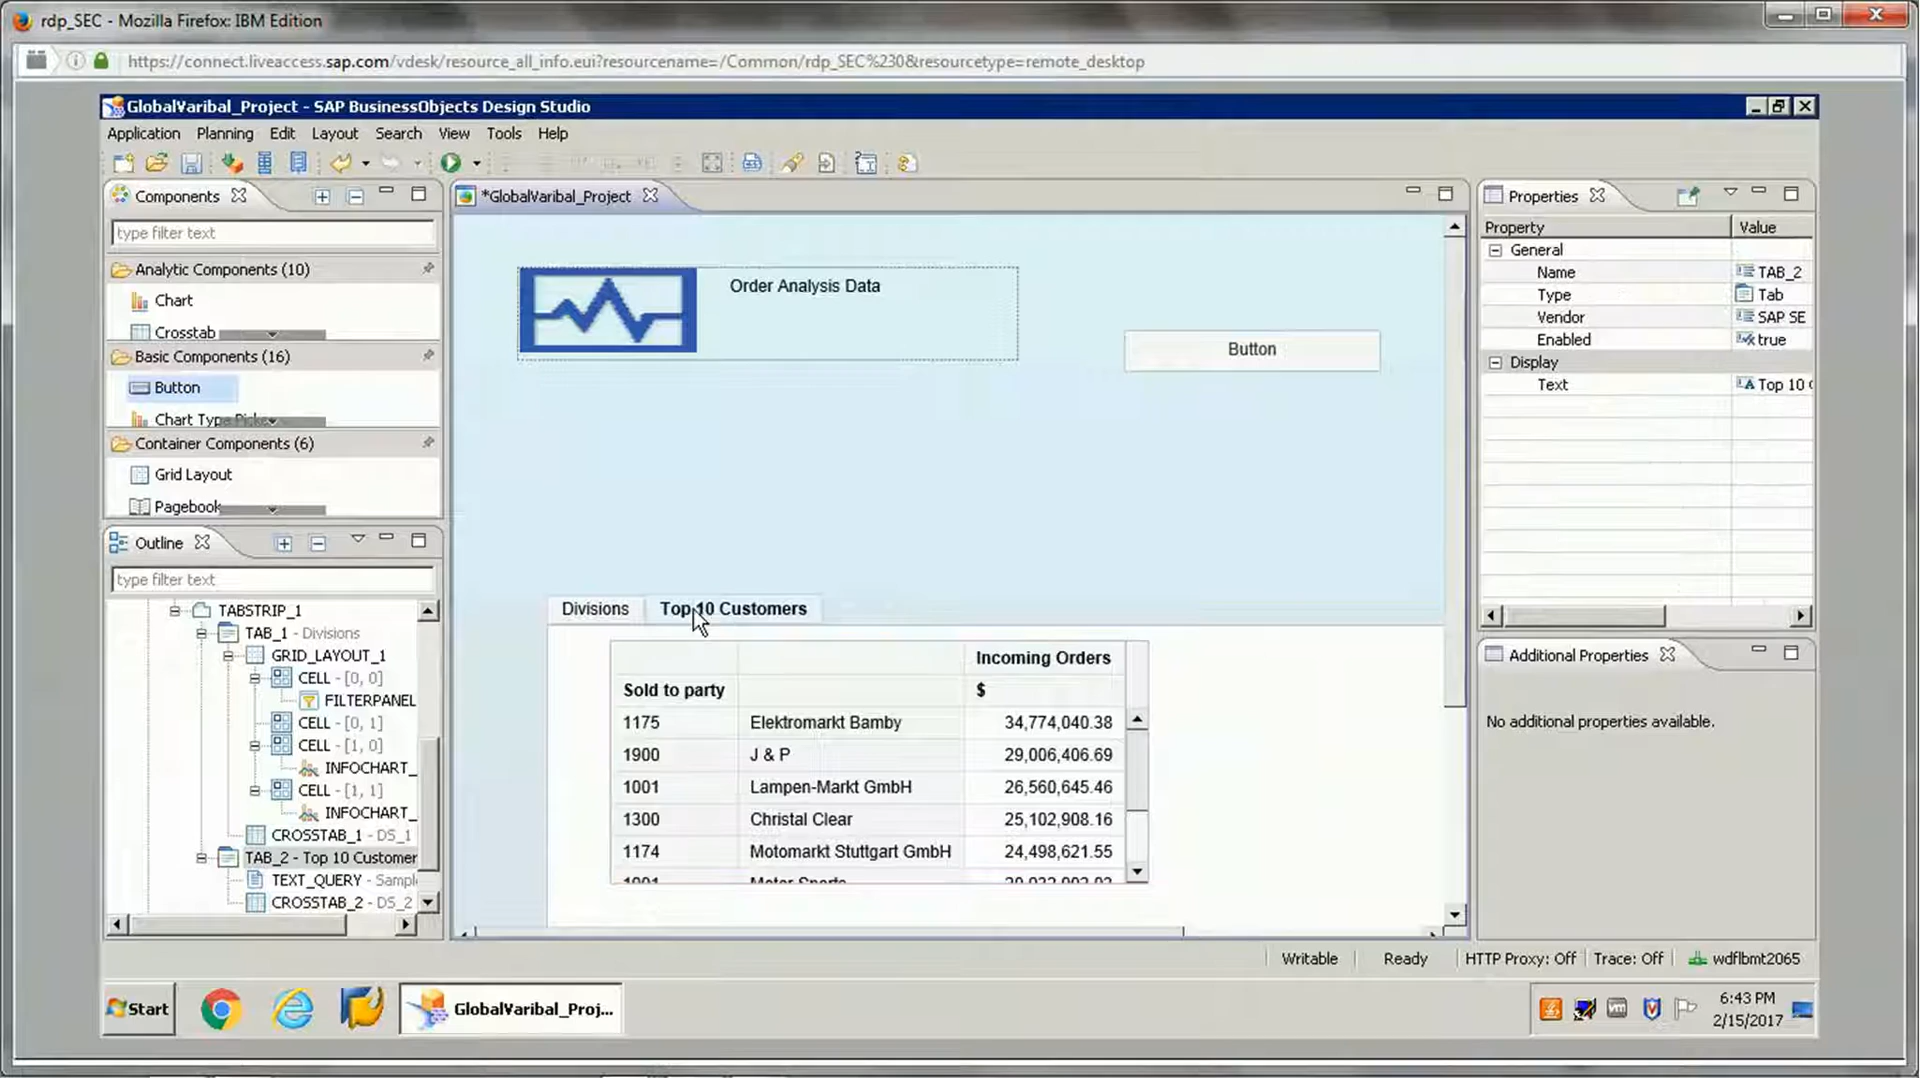 rdp_SEC - Mozilla Firefox: IBM Edition
https://connect.liveaccess.sap.com/vdesk/resource_all_info.eui?resourcename=/Common/rdp_SEC%230&resourcetype=remote_desktop
GlobalVaribal_Project - SAP BusinessObjects Design Studio
Application Planning Edit Layout Search View Tools Help
Components
type filter text
Analytic Components (10)
Chart
Crosstab
Basic Components (16)
Button
Chart Type
Container Components (6)
Grid Layout
Pagebook
Outline
type filter text
TABSTRIP_1
TAB_1 - Divisions
GRID_LAYOUT_1
CELL - [0, 0]
FILTERPANEL
CELL - [0, 1]
CELL - [1, 0]
INFOCHART_
CELL - [1, 1]
INFOCHART_
CROSSTAB_1 - DS_1
TAB_2 - Top 10 Customer
TEXT_QUERY - Sampl
CROSSTAB_2 - DS_2
*GlobalVaribal_Project
Order Analysis Data
Button
Divisions Top 10 Customers
Incoming Orders
Sold to party $
1175 Elektromarkt Bamby 34,774,040.38
1900 J & P 29,006,406.69
1001 Lampen-Markt GmbH 26,560,645.46
1300 Christal Clear 25,102,908.16
1174 Motomarkt Stuttgart GmbH 24,498,621.55
Properties
Property Value
General
Name TAB_2
Type Tab
Vendor SAP SE
Enabled true
Display
Text Top 10
Additional Properties
No additional properties available.
Writable Ready HTTP Proxy: Off Trace: Off wdflbmt2065
Start GlobalVaribal_Proj... 6:43 PM
2/15/2017